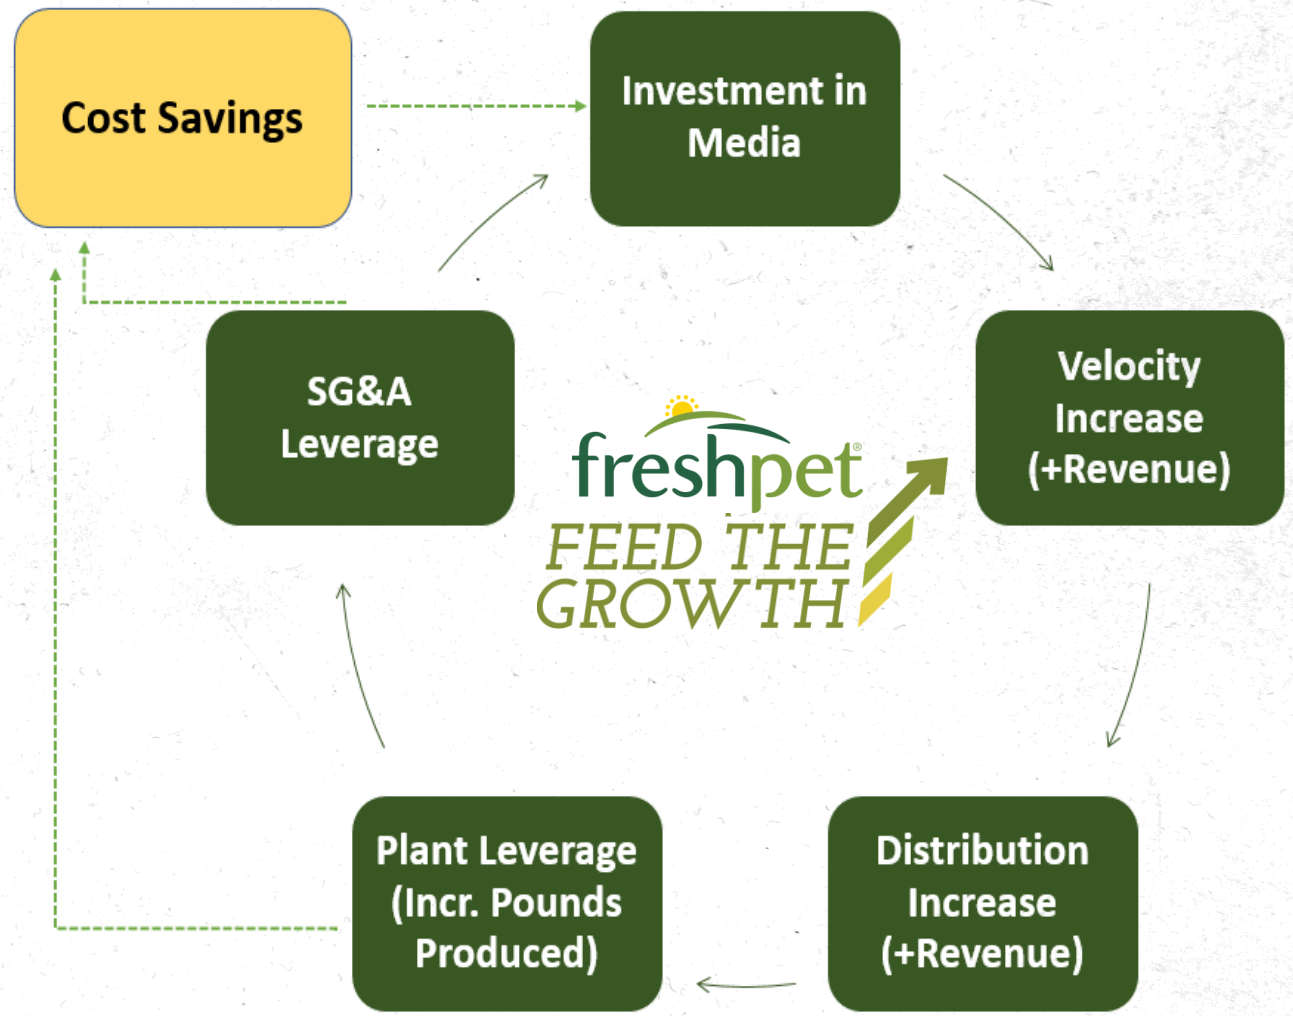 Cost Savings
Investment in
Media
Velocity
Increase
(+Revenue)
SG&A
Leverage
freshpet®
FEED THE
GROWTH
Plant Leverage
(Incr. Pounds
Produced)
Distribution
Increase
(+Revenue)